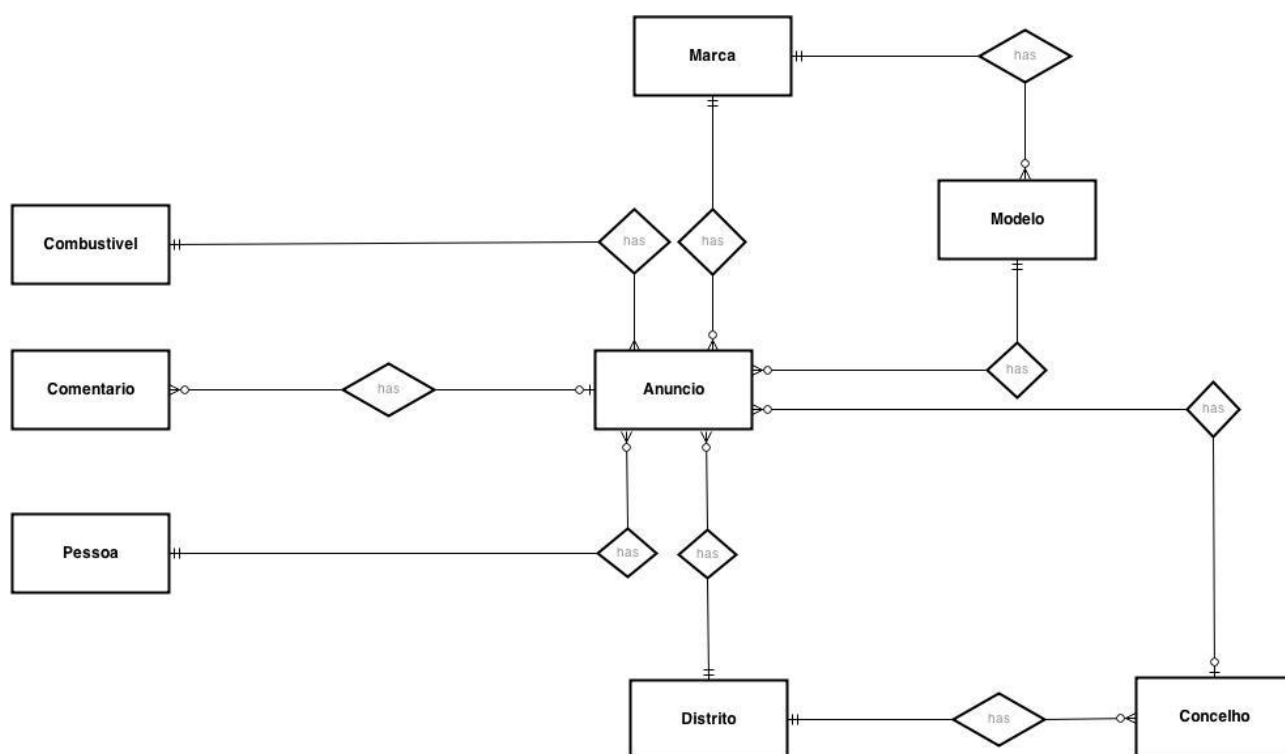 Marca
has
Modelo
Combustivel
has
has
Comentario
has
Anuncio
has
has
Pessoa
has
has
Distrito
has
Concelho